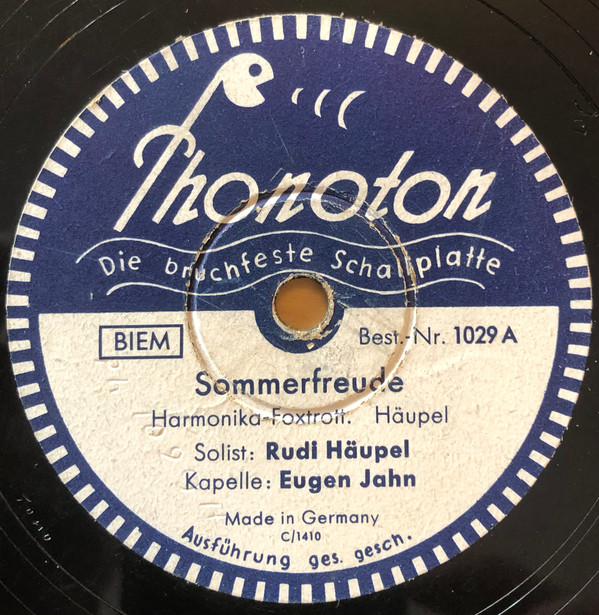 Phonoton
Die bruchfeste Schallplatte
BIEM
Best.-Nr. 1029 A
Sommerfreude
Harmonika-Foxtrott. Häupel
Solist: Rudi Häupel
Kapelle: Eugen Jahn
Made in Germany
C/1410
Ausführung ges. gesch.